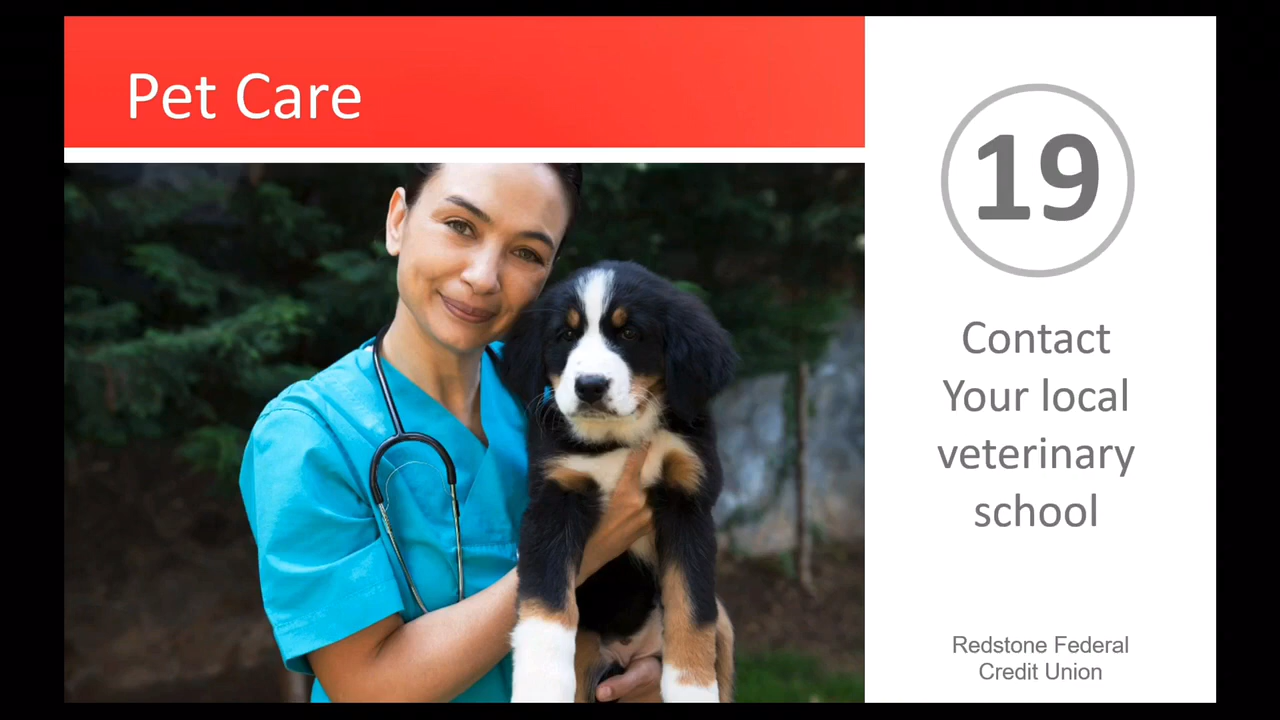 Pet Care
19
Contact
Your local
veterinary
school
Redstone Federal
Credit Union